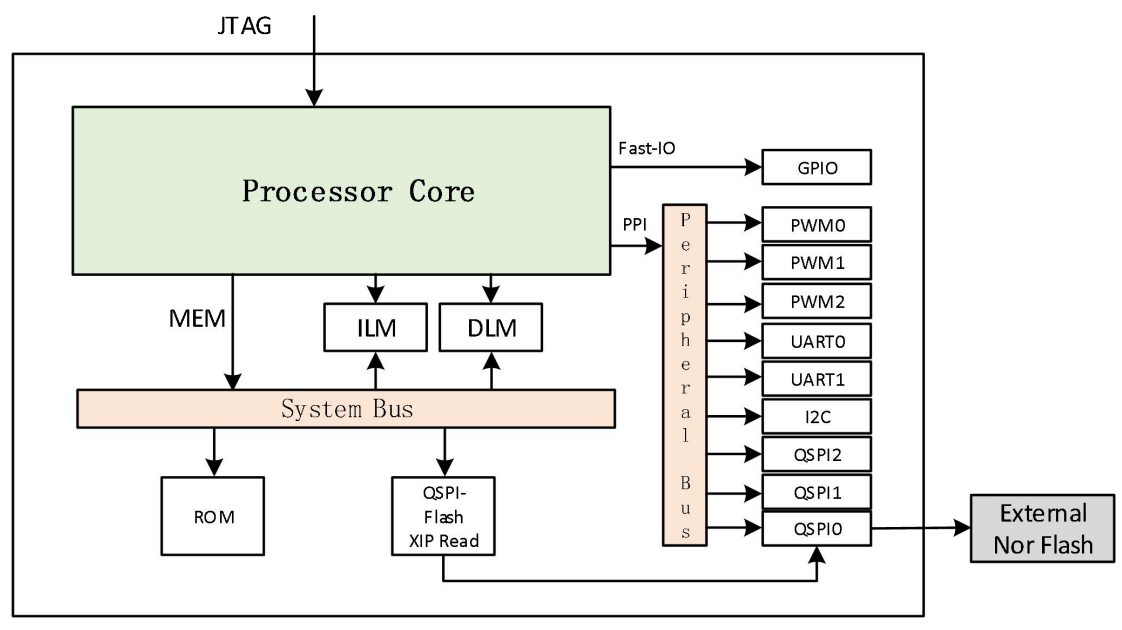 JTAG
Processor Core
Fast-IO
GPIO
PPI
Peripheral Bus
PWM0
PWM1
PWM2
UART0
UART1
I2C
QSPI2
QSPI1
QSPI0
MEM
ILM
DLM
System Bus
ROM
QSPI-
Flash
XIP Read
External
Nor Flash